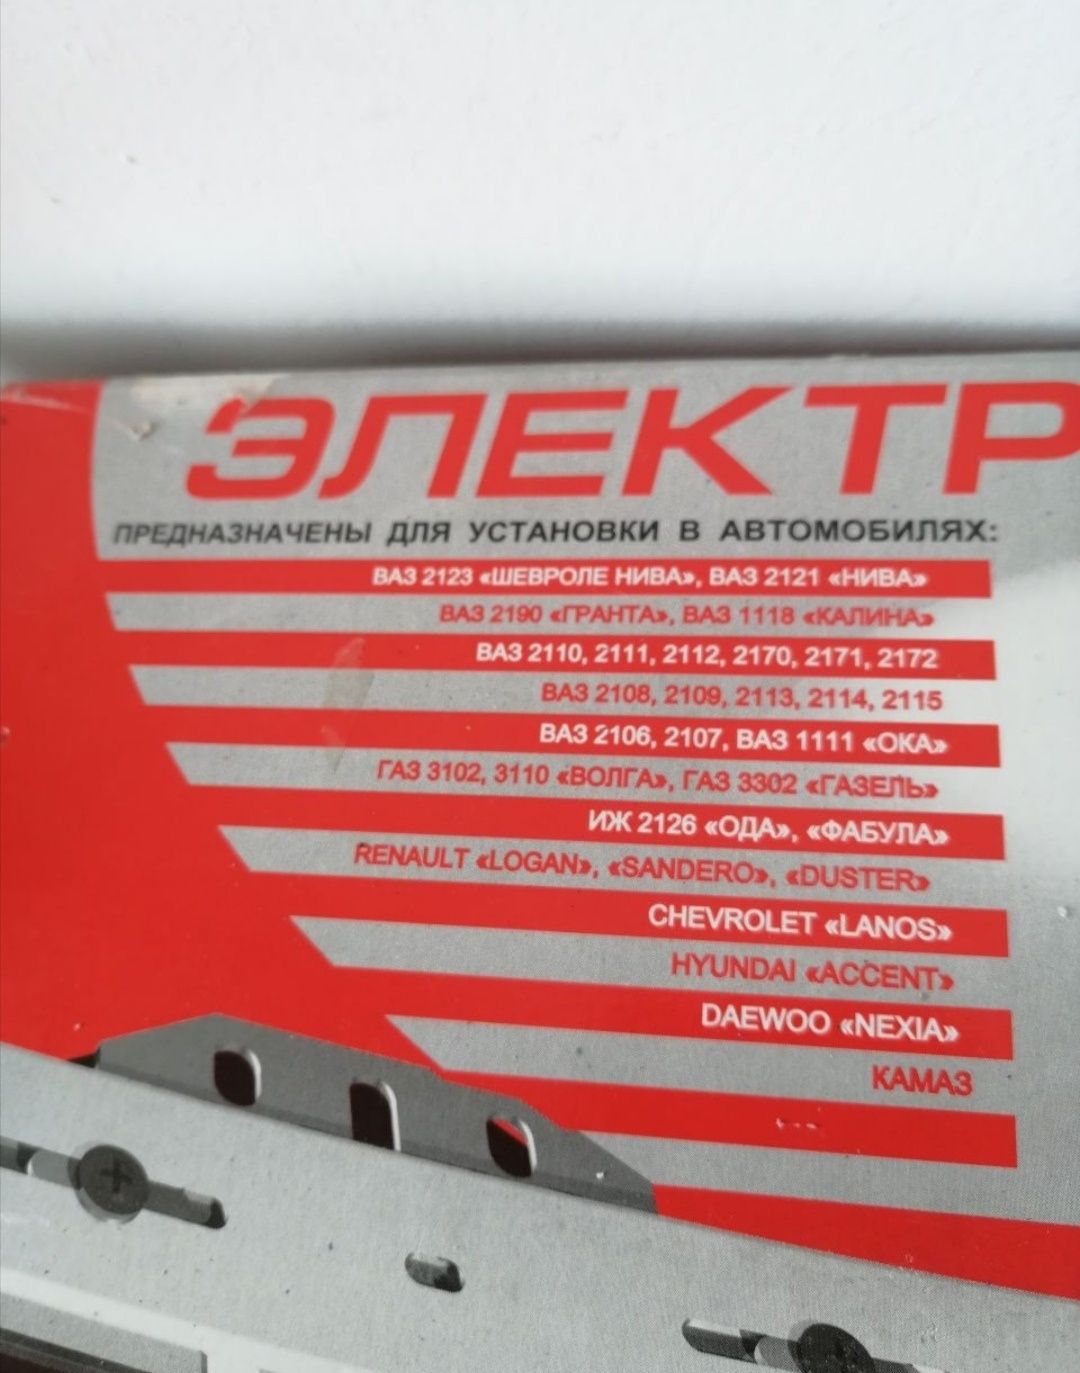 ЭЛЕКТР
ПРЕДНАЗНАЧЕНЫ ДЛЯ УСТАНОВКИ В АВТОМОБИЛЯХ:
ВАЗ 2123 «ШЕВРОЛЕ НИВА», ВАЗ 2121 «НИВА»
ВАЗ 2190 «ГРАНТА», ВАЗ 1118 «КАЛИНА»
ВАЗ 2110, 2111, 2112, 2170, 2171, 2172
ВАЗ 2108, 2109, 2113, 2114, 2115
ВАЗ 2106, 2107, ВАЗ 1111 «ОКА»
ГАЗ 3102, 3110 «ВОЛГА», ГАЗ 3302 «ГАЗЕЛЬ»
ИЖ 2126 «ОДА», «ФАБУЛА»
RENAULT «LOGAN», «SANDERO», «DUSTER»
CHEVROLET «LANOS»
HYUNDAI «ACCENT»
DAEWOO «NEXIA»
КАМАЗ